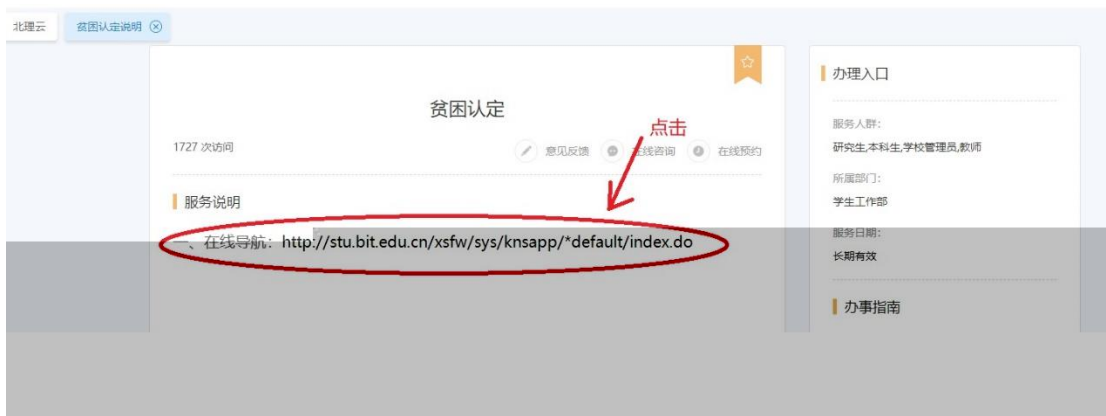 北理云
贫困认定说明
贫困认定
点击
1727 次访问
意见反馈
在线咨询
在线预约
服务说明
一、在线导航：http://stu.bit.edu.cn/xsfw/sys/knsapp/*default/index.do
办理入口
服务人群：
研究生,本科生,学校管理员,教师
所属部门：
学生工作部
服务日期：
长期有效
办事指南